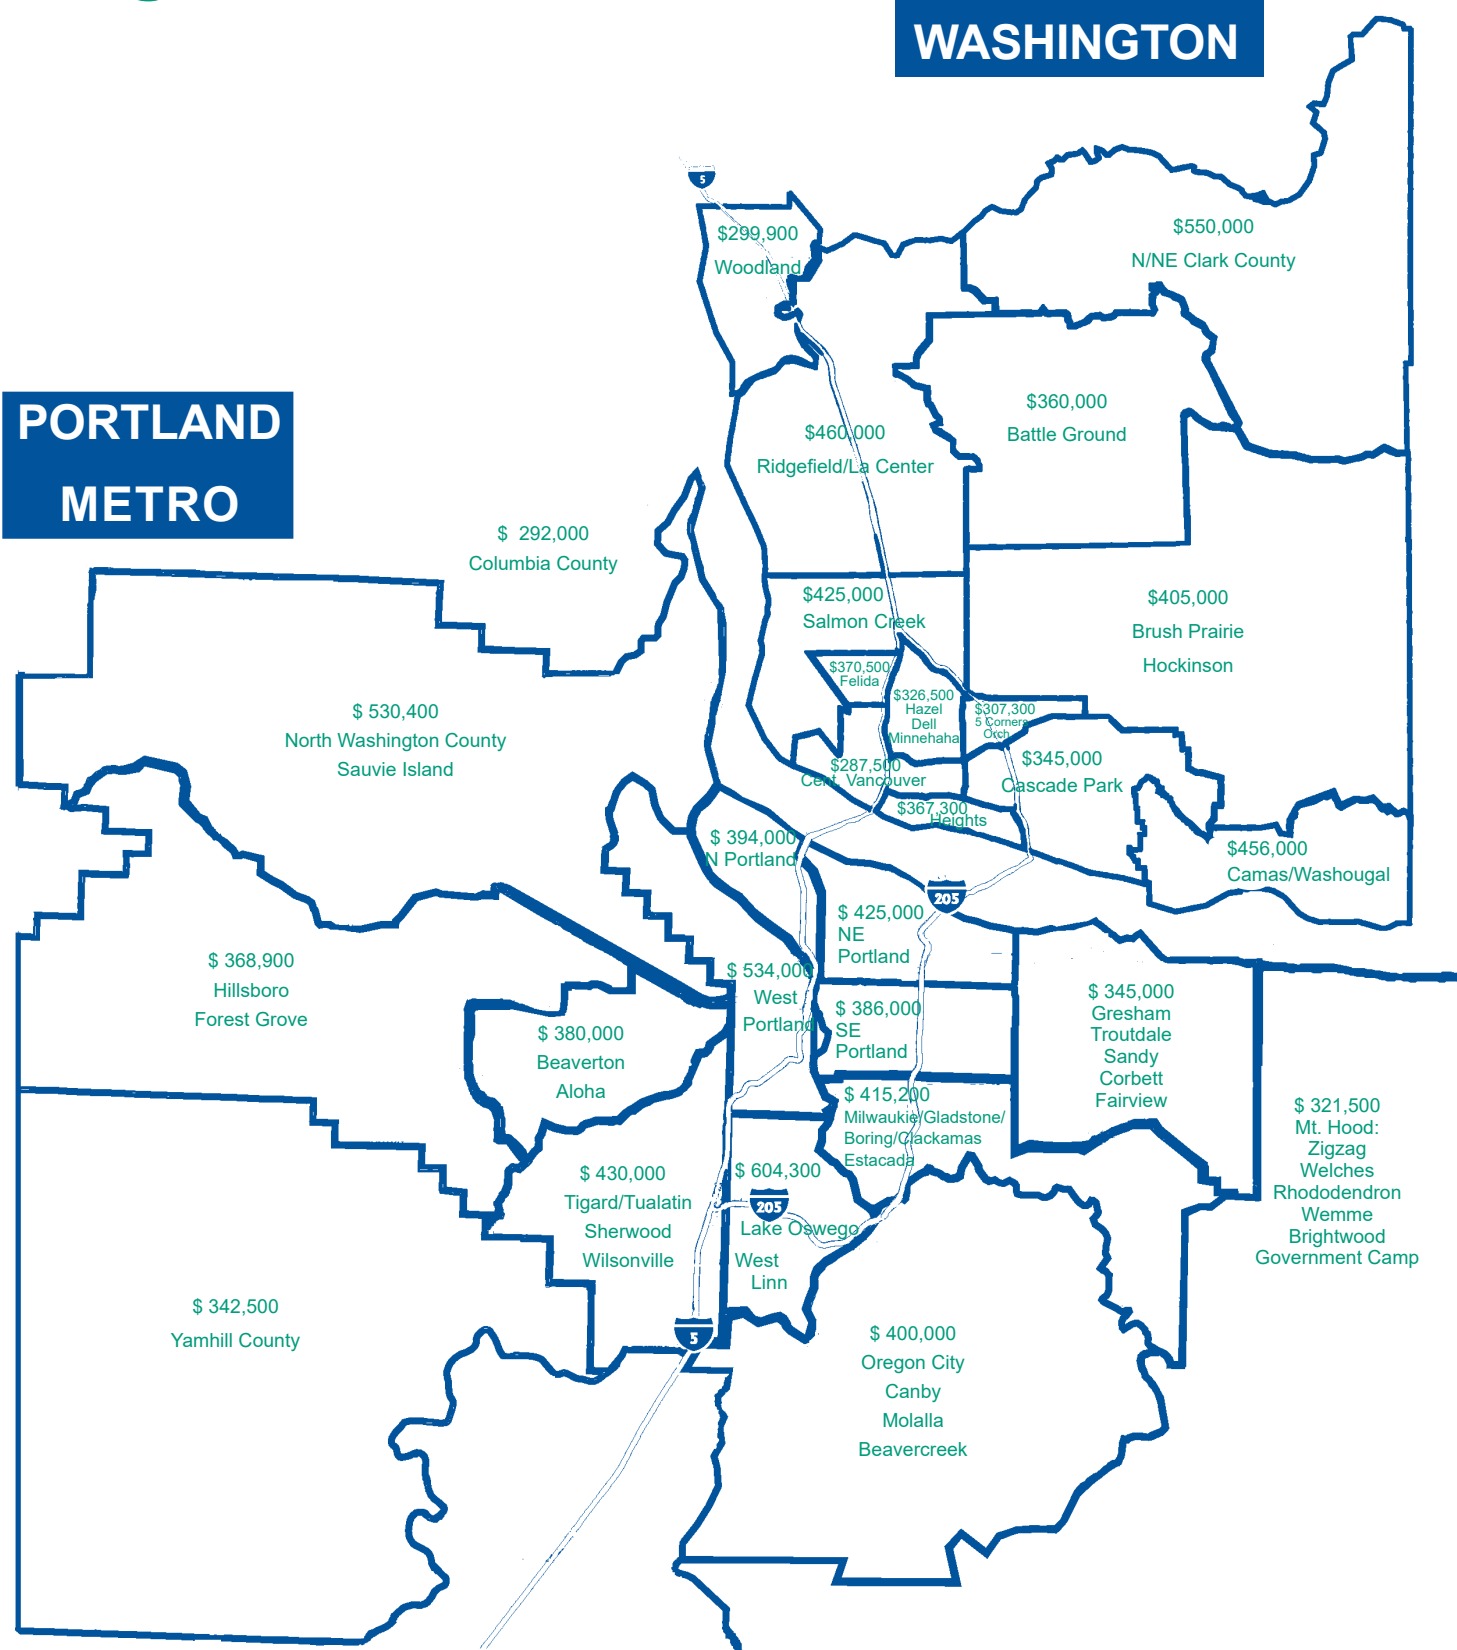 WASHINGTON
5
$299,900
Woodland
$550,000
N/NE Clark County
PORTLAND
METRO
$360,000
Battle Ground
$460,000
Ridgefield/La Center
$ 292,000
Columbia County
$425,000
Salmon Creek
$405,000
Brush Prairie
Hockinson
$370,500
Felida
$326,500
Hazel
Dell
Minnehaha
$307,300
5 Corners
Orch
$ 530,400
North Washington County
Sauvie Island
$287,500
Cent. Vancouver
$345,000
Cascade Park
$367,300
Heights
$ 394,000
N Portland
$456,000
Camas/Washougal
205
$ 425,000
NE
Portland
$ 368,900
Hillsboro
Forest Grove
$ 534,000
West
Portland
$ 386,000
SE
Portland
$ 345,000
Gresham
Troutdale
Sandy
Corbett
Fairview
$ 380,000
Beaverton
Aloha
$ 415,200
Milwaukie/Gladstone/
Boring/Clackamas
Estacada
$ 321,500
Mt. Hood:
Zigzag
Welches
Rhododendron
Wemme
Brightwood
Government Camp
$ 430,000
Tigard/Tualatin
Sherwood
Wilsonville
$ 604,300
205
Lake Oswego
West
Linn
$ 342,500
Yamhill County
5
$ 400,000
Oregon City
Canby
Molalla
Beavercreek